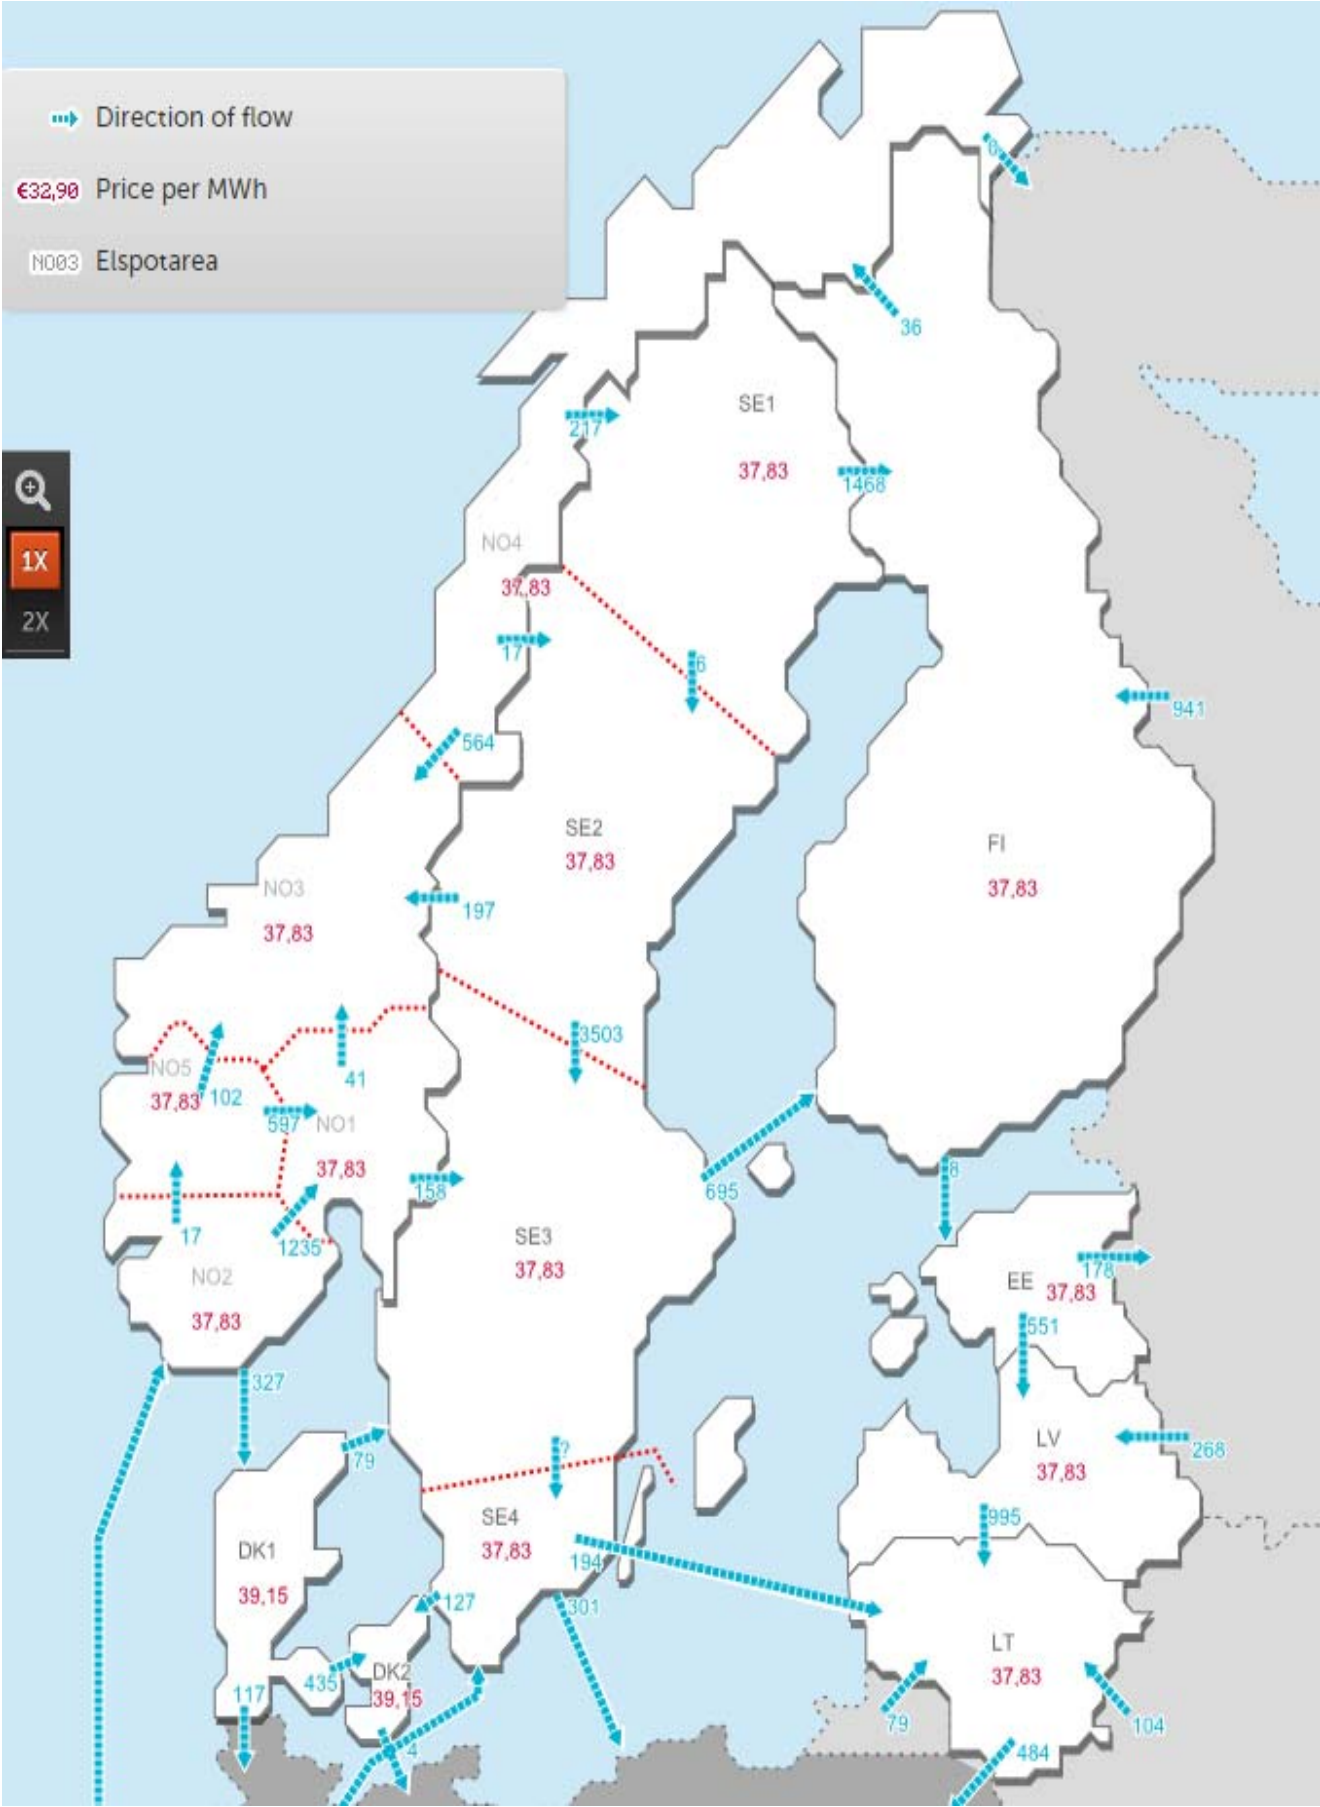 Direction of flow
€32,90 Price per MWh
NO03 Elspotarea
0
36
SE1
217
37,83
1468
1X
NO4
37,83
2X
17
6
941
564
SE2
37,83
FI
37,83
NO3
197
37,83
3503
NO5
41
37,83
102
597
NO1
37,83
8
158
695
17
1235
SE3
37,83
178
NO2
EE
37,83
37,83
551
327
79
?
LV
268
37,83
SE4
995
DK1
37,83
194
39,15
127
301
LT
435
DK2
37,83
117
39,15
79
104
4
484